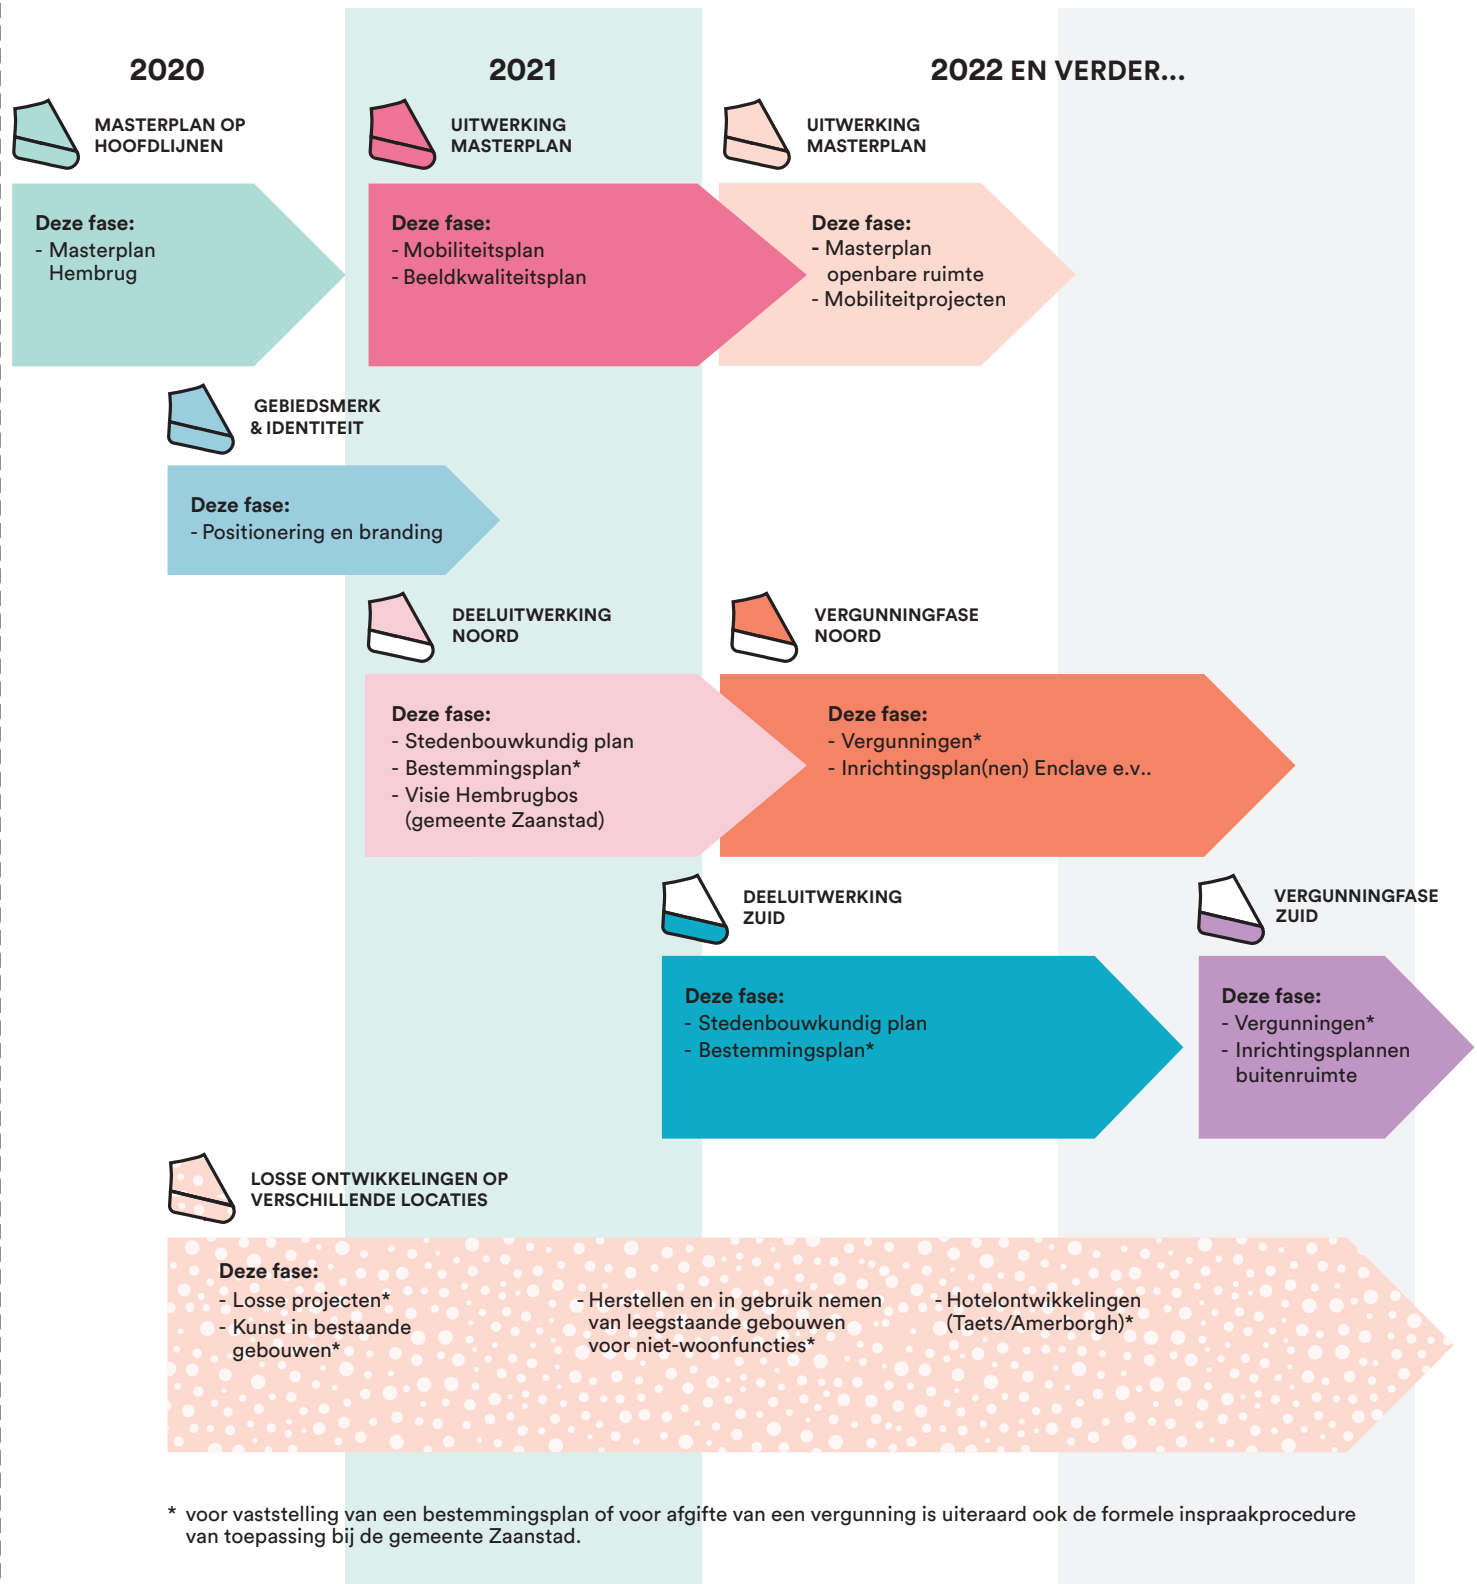 2020
2021
2022 EN VERDER...
MASTERPLAN OP
HOOFDLIJNEN
Deze fase:
- Masterplan
Hembrug
UITWERKING
MASTERPLAN
Deze fase:
- Mobiliteitsplan
- Beeldkwaliteitsplan
UITWERKING
MASTERPLAN
Deze fase:
- Masterplan
openbare ruimte
- Mobiliteitprojecten
GEBIEDSMERK
& IDENTITEIT
Deze fase:
- Positionering en branding
DEELUITWERKING
NOORD
Deze fase:
- Stedenbouwkundig plan
- Bestemmingsplan*
- Visie Hembrugbos
(gemeente Zaanstad)
VERGUNNINGFASE
NOORD
Deze fase:
- Vergunningen*
- Inrichtingsplan(nen) Enclave e.v..
DEELUITWERKING
ZUID
Deze fase:
- Stedenbouwkundig plan
- Bestemmingsplan*
VERGUNNINGFASE
ZUID
Deze fase:
- Vergunningen*
- Inrichtingsplannen
buitenruimte
LOSSE ONTWIKKELINGEN OP
VERSCHILLENDE LOCATIES
Deze fase:
- Losse projecten*
- Kunst in bestaande
gebouwen*
- Herstellen en in gebruik nemen
van leegstaande gebouwen
voor niet-woonfuncties*
- Hotelontwikkelingen
(Taets/Amerborgh)*
* voor vaststelling van een bestemmingsplan of voor afgifte van een vergunning is uiteraard ook de formele inspraakprocedure
van toepassing bij de gemeente Zaanstad.